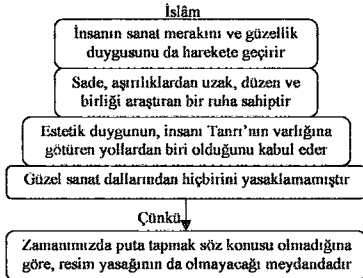 İslâm
İnsanın sanat merakını ve güzellik
duygusunu da harekete geçirir
Sade, aşırılıklardan uzak, düzen ve
birliği araştıran bir ruha sahiptir
Estetik duygunun, insanı Tanrı'nın varlığına
götüren yollardan biri olduğunu kabul eder
Güzel sanat dallarından hiçbirini yasaklamamıştır
Çünkü
Zamanımızda puta tapmak söz konusu olmadığına
göre, resim yasağının da olmayacağı meydandadır